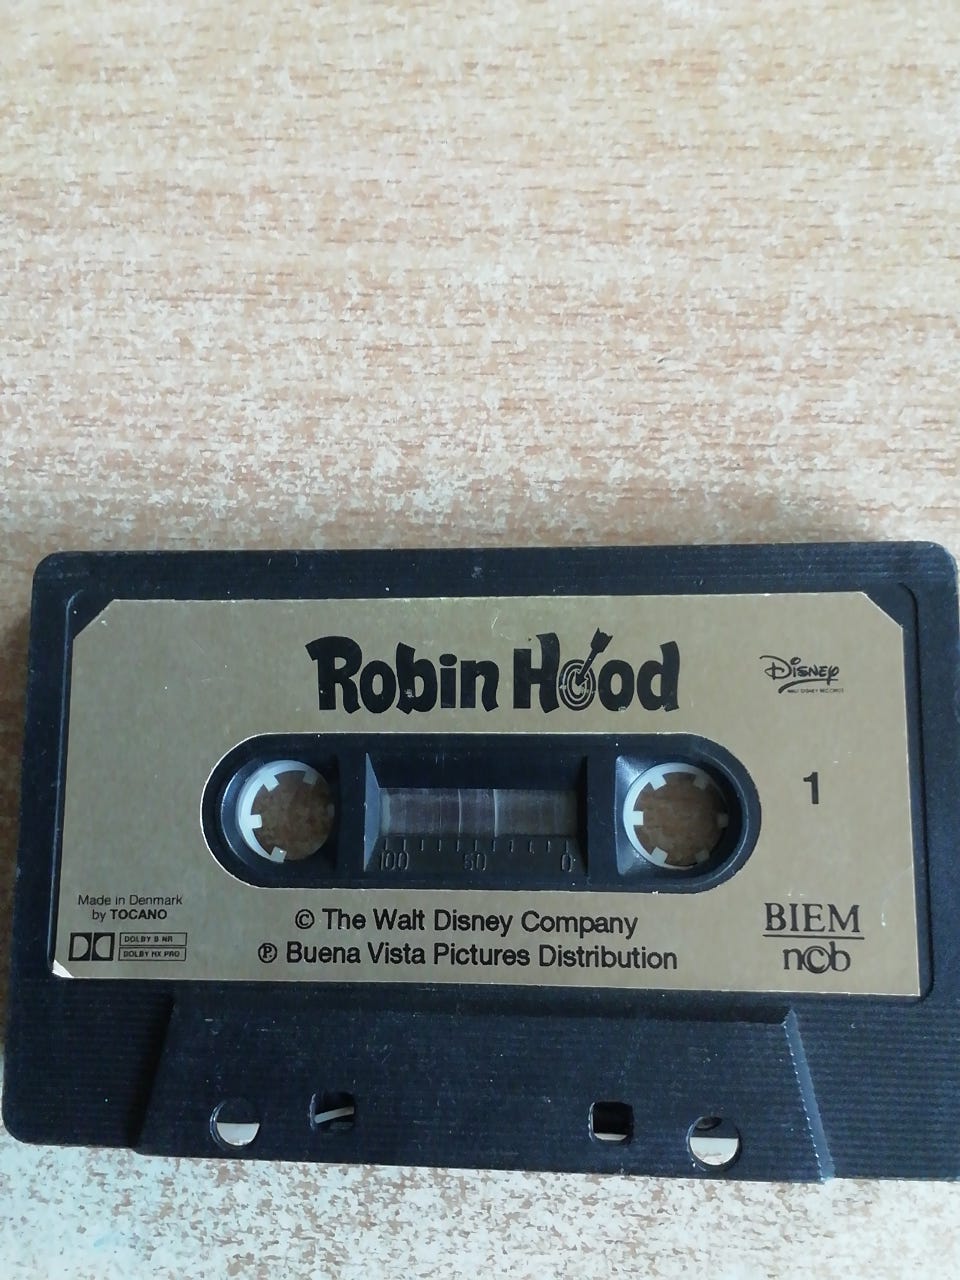 Robin Hood
Disney
WALT DISNEY RECORDS
1
100 50 0
Made in Denmark
by TOCANO
DOLBY B NR
DOLBY HX PRO
© The Walt Disney Company
℗ Buena Vista Pictures Distribution
BIEM
ncb